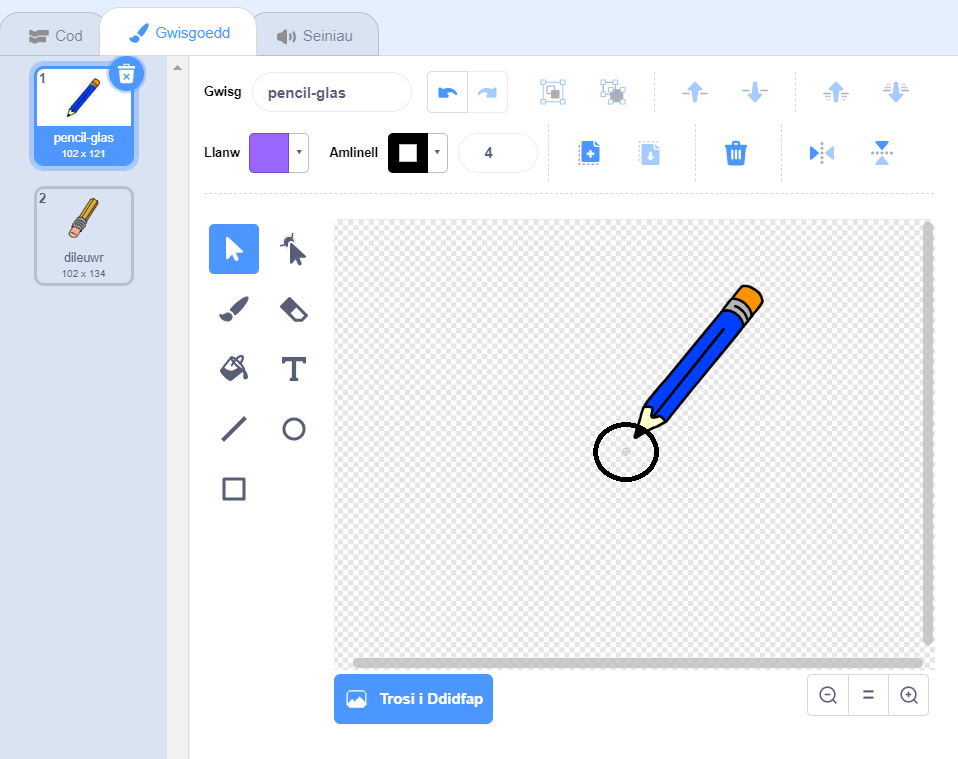 Cod
Gwisgoedd
Seiniau
1
pencil-glas
102 x 121
2
dileuwr
102 x 134
Gwisg
pencil-glas
Llanw
Amlinell
4
T
Trosi i Ddidfap